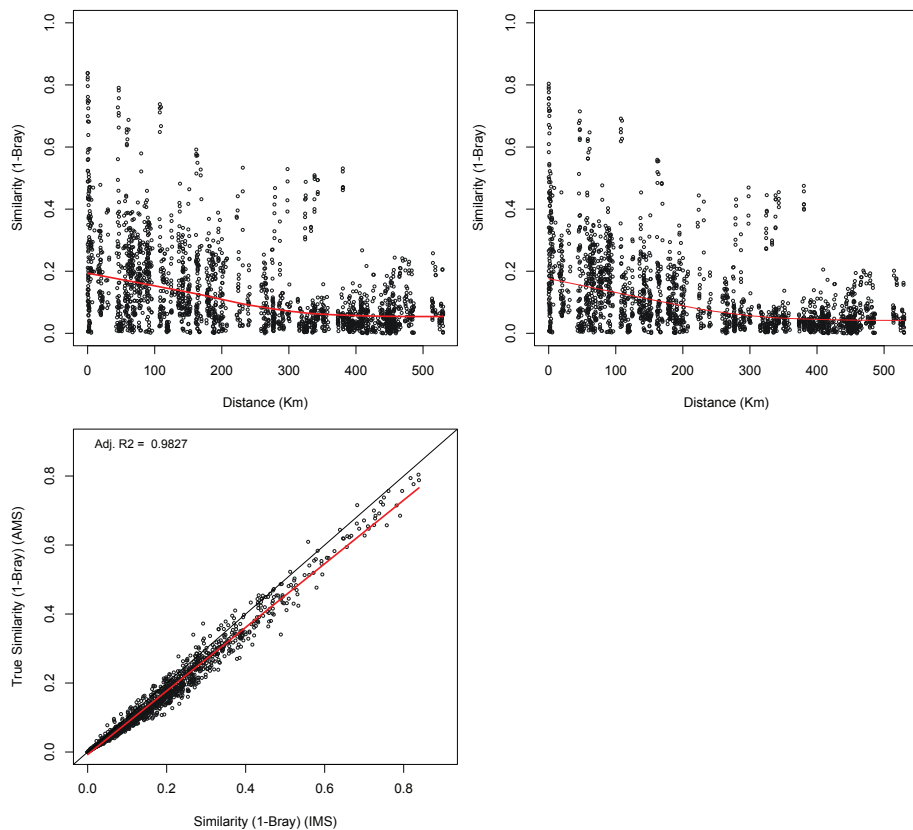 1.0
0.8
0.6
0.4
0.2
0.0
Similarity (1-Bray)
0 100 200 300 400 500
Distance (Km)
1.0
0.8
0.6
0.4
0.2
0.0
Similarity (1-Bray)
0 100 200 300 400 500
Distance (Km)
Adj. R2 = 0.9827
0.8
0.6
0.4
0.2
0.0
True Similarity (1-Bray) (AMS)
0.0 0.2 0.4 0.6 0.8
Similarity (1-Bray) (IMS)